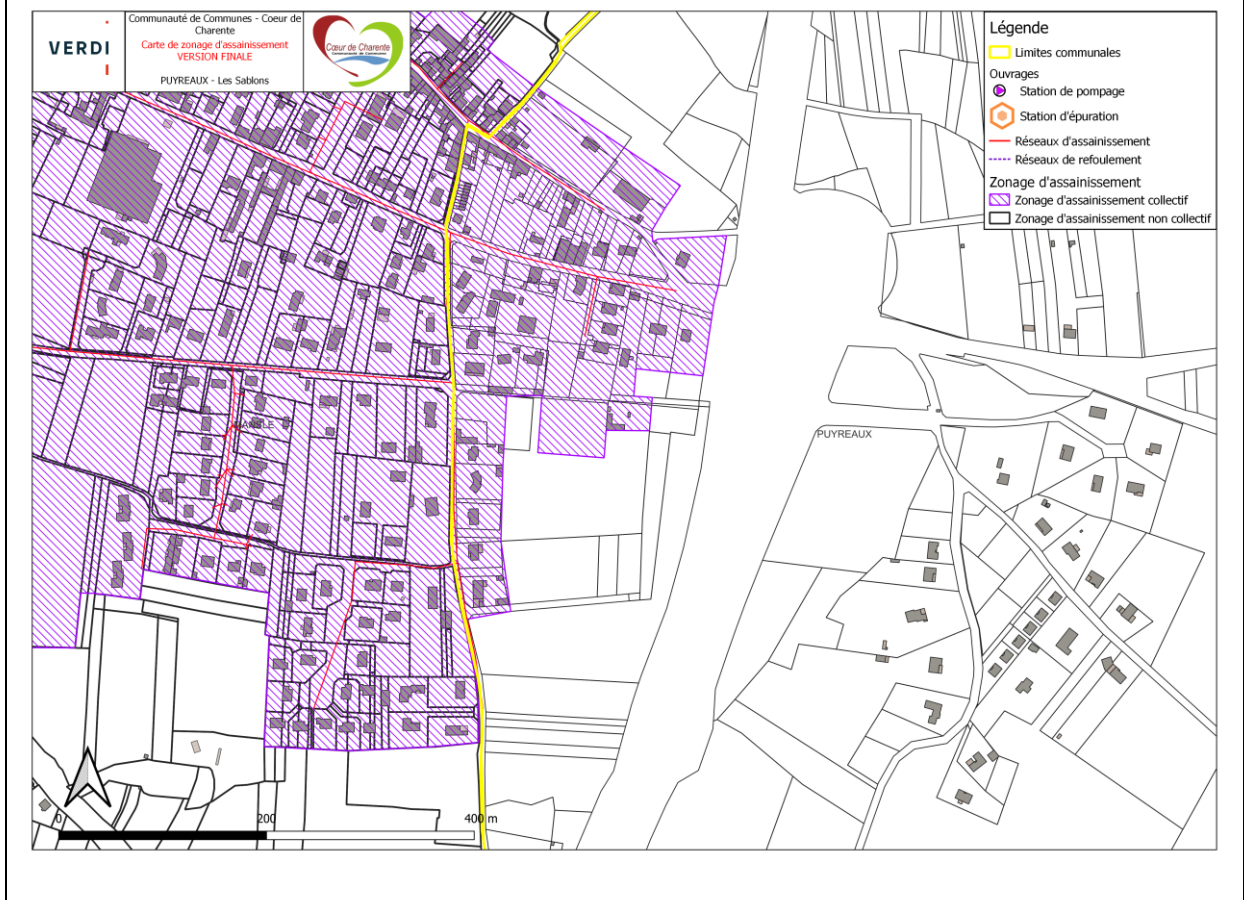 VERDI
Communauté de Communes - Coeur de
Charente
Carte de zonage d'assainissement
VERSION FINALE
PUYREAUX - Les Sablons
Cœur de Charente
Communauté de Communes
Légende
Limites communales
Ouvrages
Station de pompage
Station d'épuration
Réseaux d'assainissement
Réseaux de refoulement
Zonage d'assainissement
Zonage d'assainissement collectif
Zonage d'assainissement non collectif
MANSLE
PUYREAUX
0
200
400 m